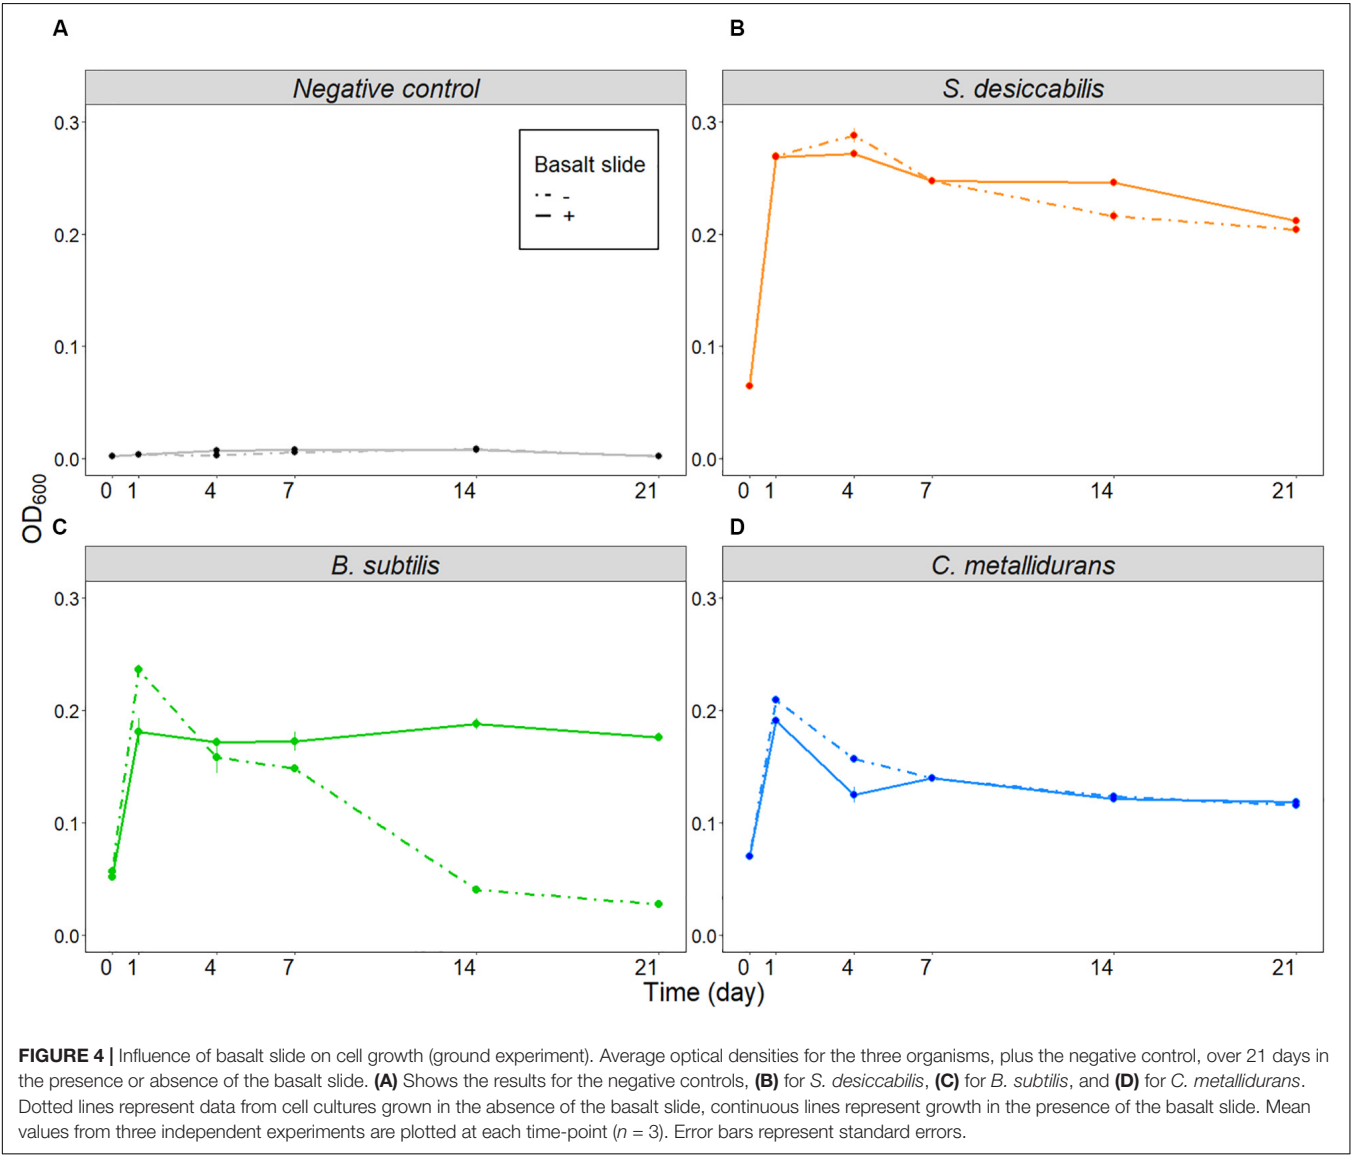 A
Negative control
0.3
0.2
0.1
0.0
Basalt slide
-
+
0 1 4 7 14 21
B
S. desiccabilis
0.3
0.2
0.1
0.0
0 1 4 7 14 21
OD600
C
B. subtilis
0.3
0.2
0.1
0.0
0 1 4 7 14 21
D
C. metallidurans
0.3
0.2
0.1
0.0
0 1 4 7 14 21
Time (day)
FIGURE 4 | Influence of basalt slide on cell growth (ground experiment). Average optical densities for the three organisms, plus the negative control, over 21 days in
the presence or absence of the basalt slide. (A) Shows the results for the negative controls, (B) for S. desiccabilis, (C) for B. subtilis, and (D) for C. metallidurans.
Dotted lines represent data from cell cultures grown in the absence of the basalt slide, continuous lines represent growth in the presence of the basalt slide. Mean
values from three independent experiments are plotted at each time-point (n = 3). Error bars represent standard errors.